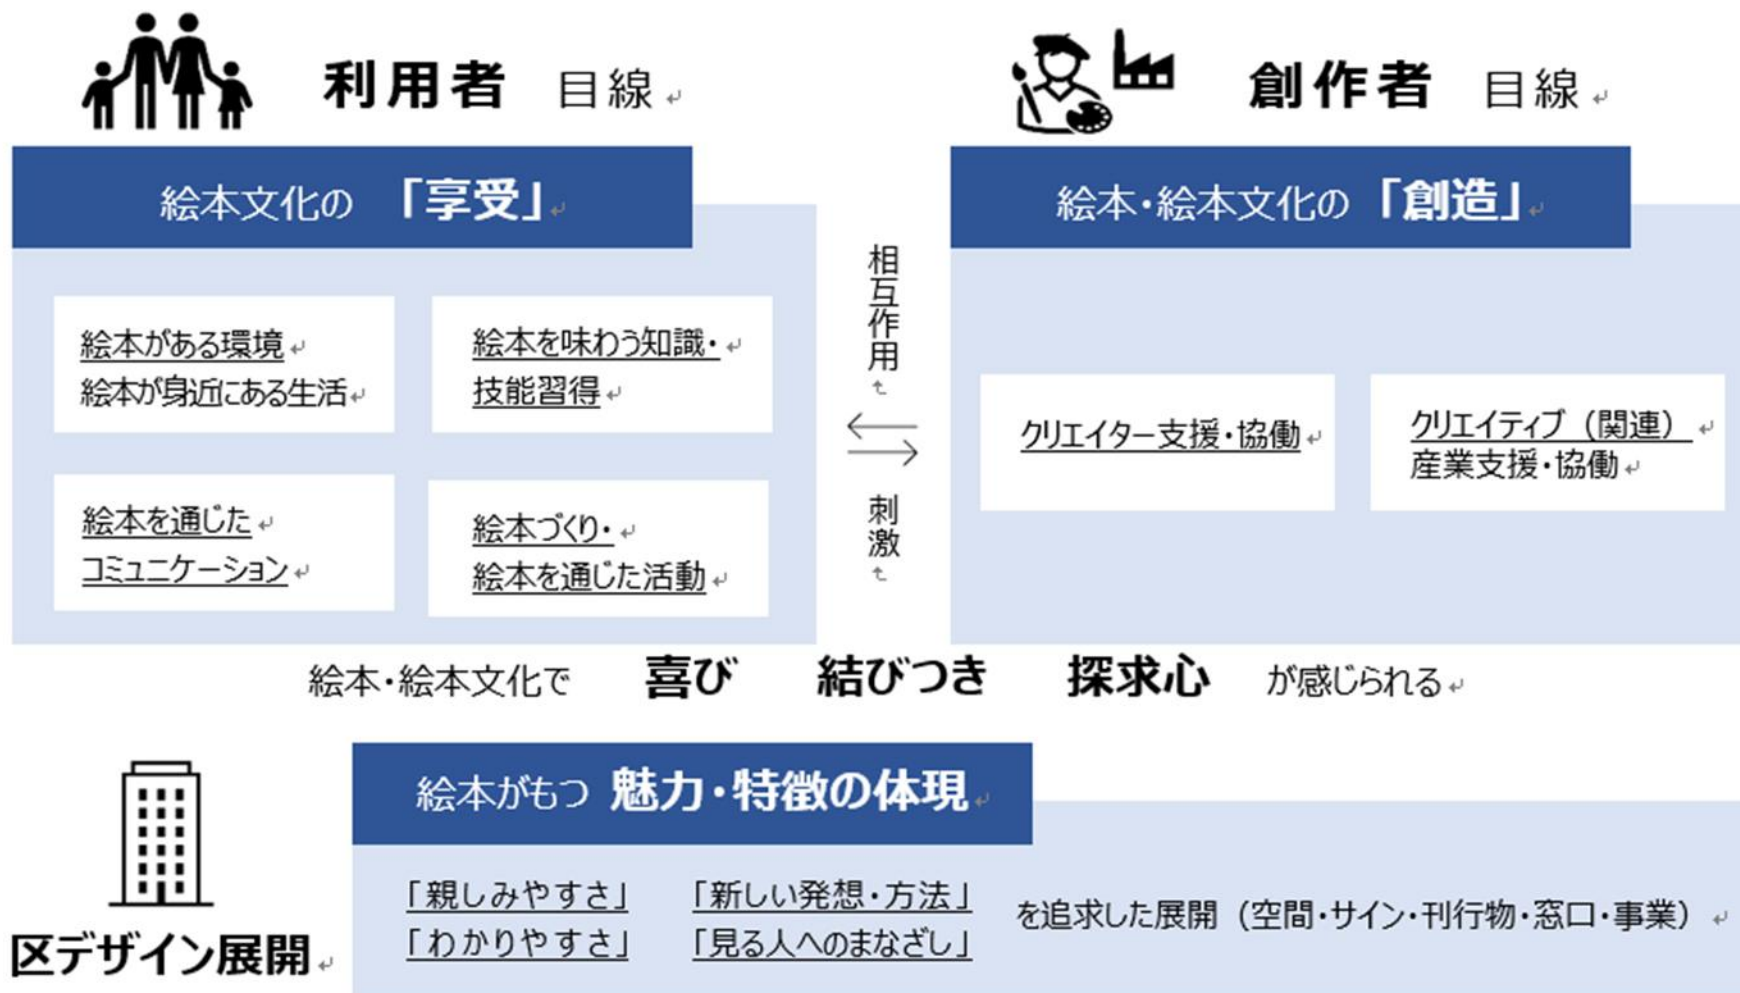 利用者 目線
絵本文化の「享受」
絵本がある環境
絵本が身近にある生活
絵本を味わう知識・
技能習得
絵本を通じた
コミュニケーション
絵本づくり・
絵本を通じた活動
相互作用
刺激
創作者 目線
絵本・絵本文化の「創造」
クリエイター支援・協働
クリエイティブ（関連）
産業支援・協働
絵本・絵本文化で 喜び 結びつき 探求心 が感じられる
区デザイン展開
絵本がもつ 魅力・特徴の体現
「親しみやすさ」 「新しい発想・方法」
「わかりやすさ」 「見る人へのまなざし」
を追求した展開（空間・サイン・刊行物・窓口・事業）